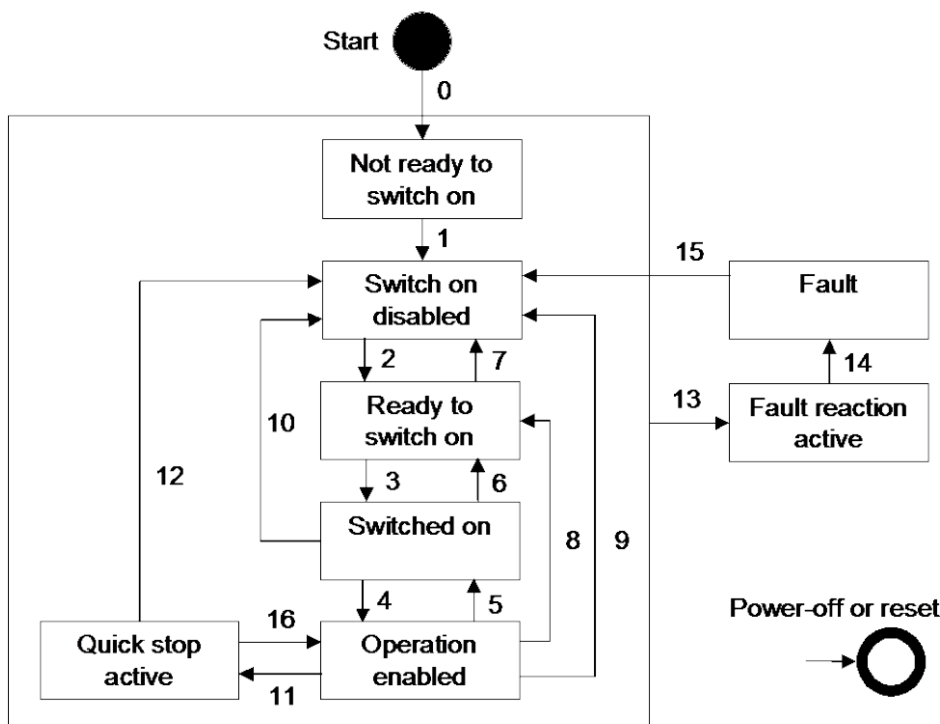 Start
0
Not ready to
switch on
1
15
Switch on
disabled
Fault
2
7
14
Ready to
switch on
13
Fault reaction
active
10
12
3
6
Switched on
8
9
4
5
Power-off or reset
16
Quick stop
active
Operation
enabled
11